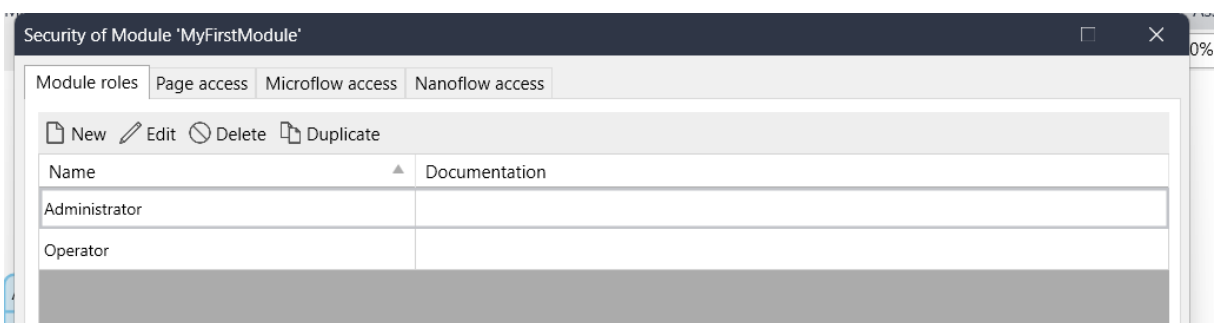 Security of Module 'MyFirstModule'
0%
Module roles Page access Microflow access Nanoflow access
New Edit Delete Duplicate
Name Documentation
Administrator
Operator